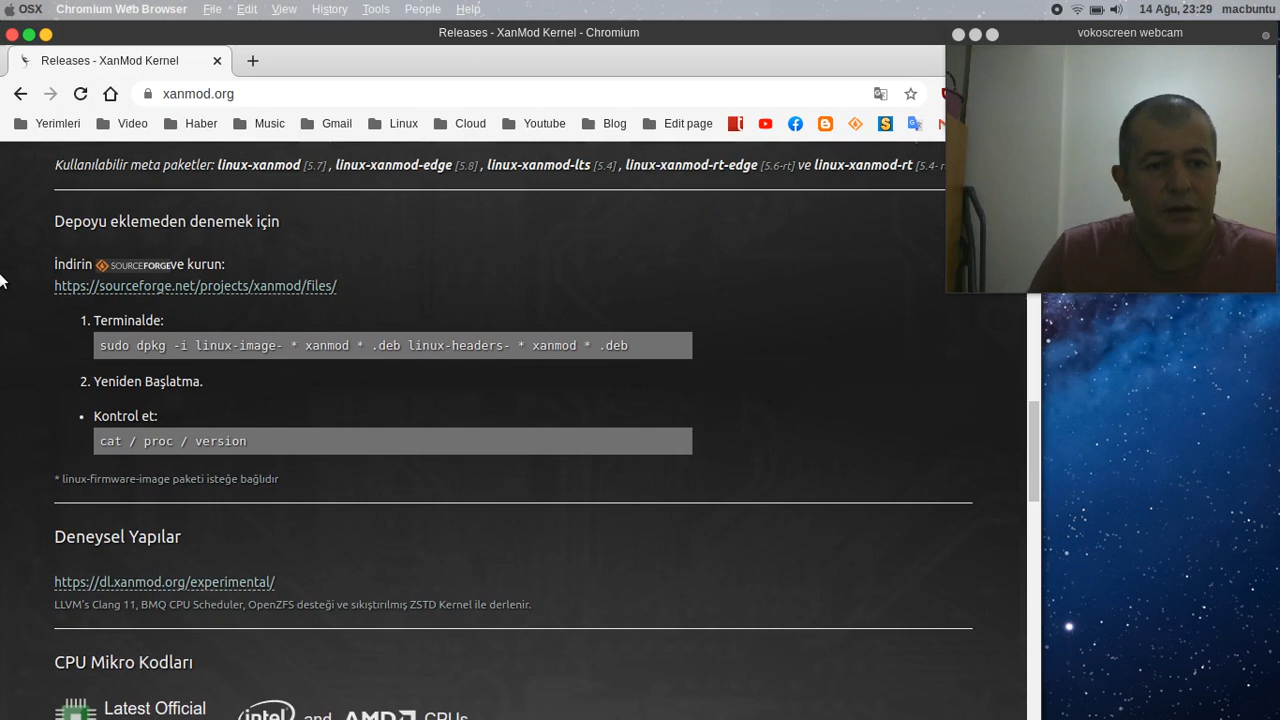 OSX Chromium Web Browser File Edit View History Tools People Help 14 Ağu, 23:29 macbuntu
Releases - XanMod Kernel - Chromium
vokoscreen webcam
Releases - XanMod Kernel
xanmod.org
Yerimleri Video Haber Music Gmail Linux Cloud Youtube Blog Edit page
Kullanılabilir meta paketler: linux-xanmod [5.7] , linux-xanmod-edge [5.8] , linux-xanmod-lts [5.4] , linux-xanmod-rt-edge [5.6-rt] ve linux-xanmod-rt [5.4-
Depoyu eklemeden denemek için
İndirin SOURCEFORGE ve kurun:
https://sourceforge.net/projects/xanmod/files/
1. Terminalde:
sudo dpkg -i linux-image- * xanmod * .deb linux-headers- * xanmod * .deb
2. Yeniden Başlatma.
• Kontrol et:
cat / proc / version
* linux-firmware-image paketi isteğe bağlıdır
Deneysel Yapılar
https://dl.xanmod.org/experimental/
LLVM's Clang 11, BMQ CPU Scheduler, OpenZFS desteği ve sıkıştırılmış ZSTD Kernel ile derlenir.
CPU Mikro Kodları
Latest Official
intel and AMD CPUs